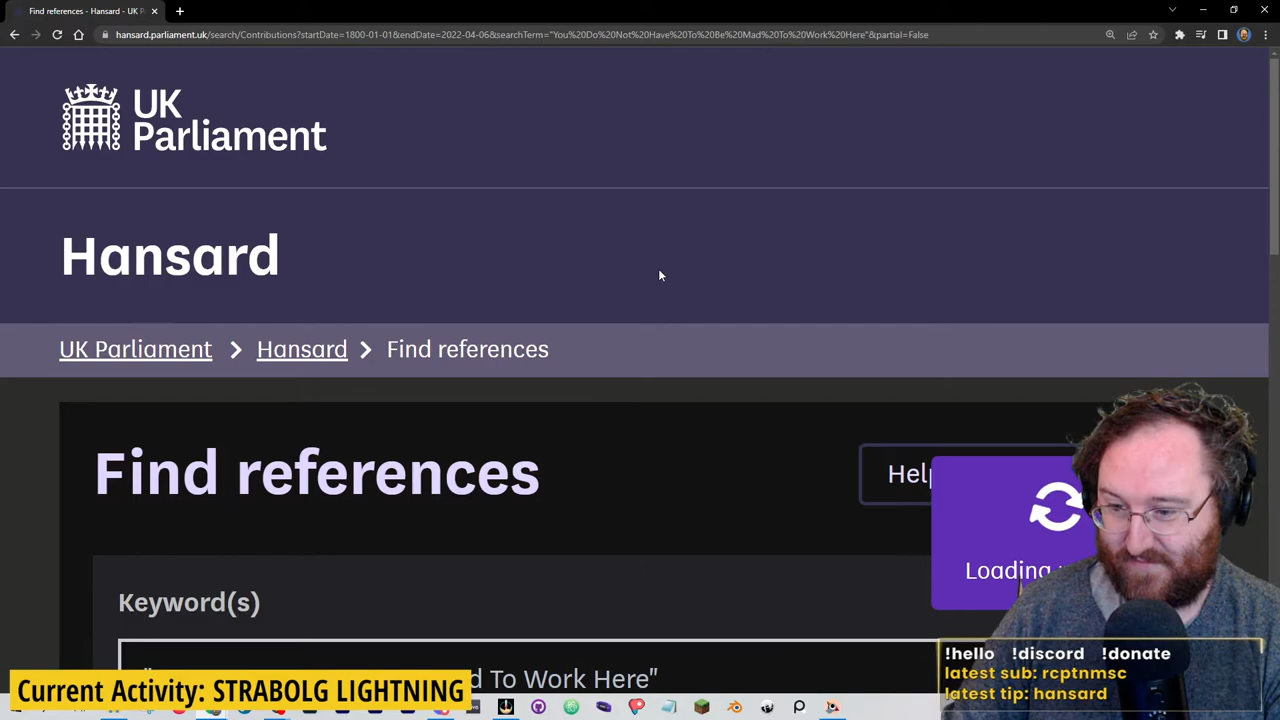 Find references - Hansard - UK P
hansard.parliament.uk/search/Contributions?startDate=1800-01-01&endDate=2022-04-06&searchTerm="You%20Do%20Not%20Have%20To%20Be%20Mad%20To%20Work%20Here"&partial=False
UK
Parliament
Hansard
UK Parliament > Hansard > Find references
Find references
Help
Loading
Keyword(s)
d To Work Here"
Current Activity: STRABOLG LIGHTNING
!hello !discord !donate
latest sub: rcptnmsc
latest tip: hansard